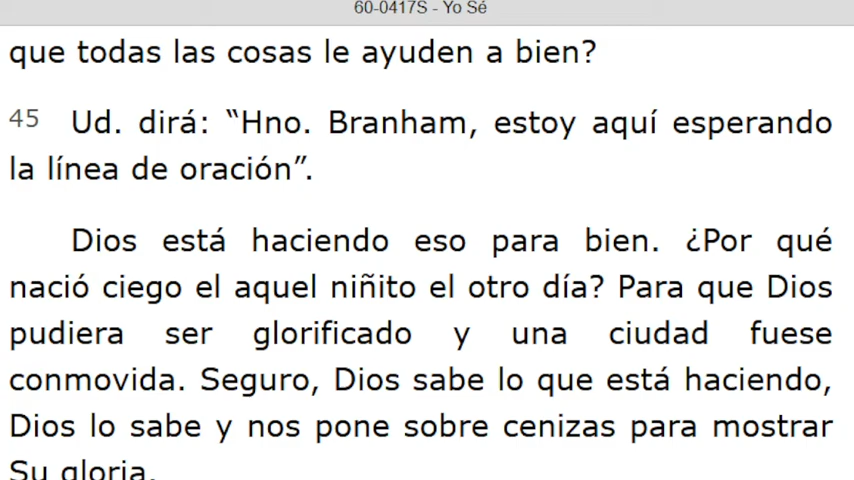 60-0417S - Yo Sé
que todas las cosas le ayuden a bien?
45 Ud. dirá: “Hno. Branham, estoy aquí esperando
la línea de oración”.
Dios está haciendo eso para bien. ¿Por qué
nació ciego el aquel niñito el otro día? Para que Dios
pudiera ser glorificado y una ciudad fuese
conmovida. Seguro, Dios sabe lo que está haciendo,
Dios lo sabe y nos pone sobre cenizas para mostrar
Su gloria.